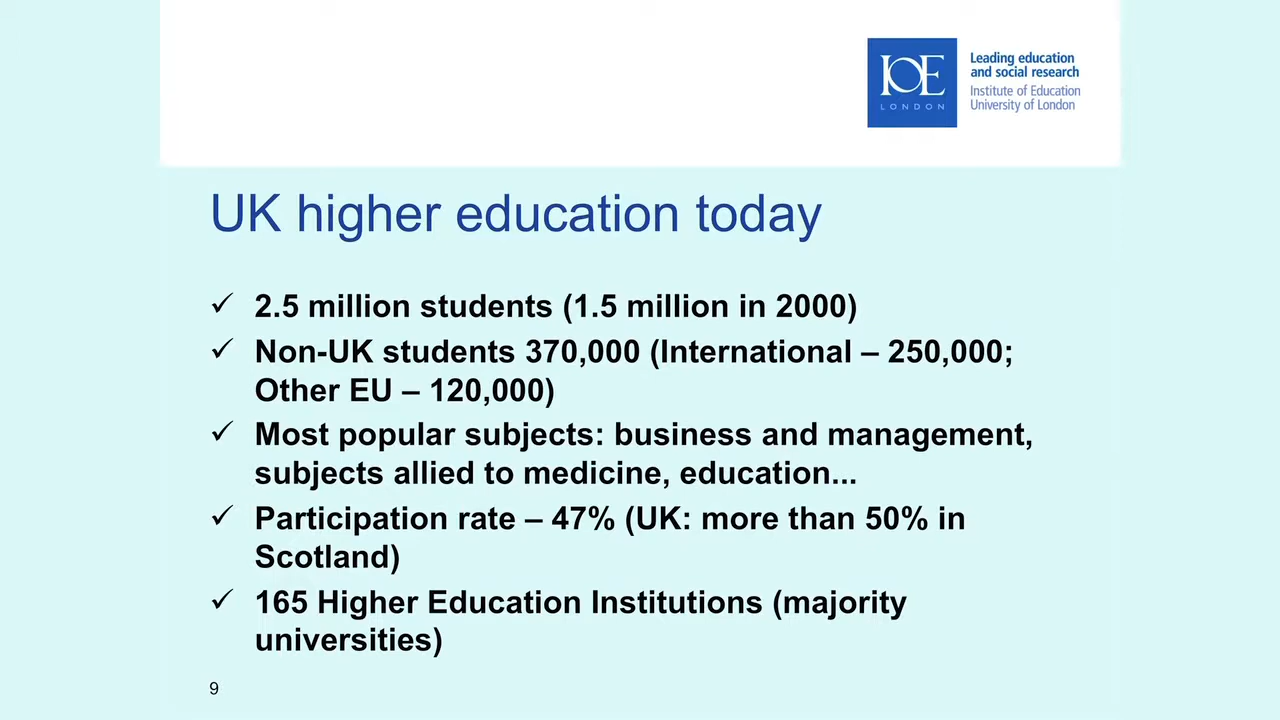 IOE
LONDON
Leading education
and social research
Institute of Education
University of London
UK higher education today
✓ 2.5 million students (1.5 million in 2000)
✓ Non-UK students 370,000 (International – 250,000;
Other EU – 120,000)
✓ Most popular subjects: business and management,
subjects allied to medicine, education...
✓ Participation rate – 47% (UK: more than 50% in
Scotland)
✓ 165 Higher Education Institutions (majority
universities)
9